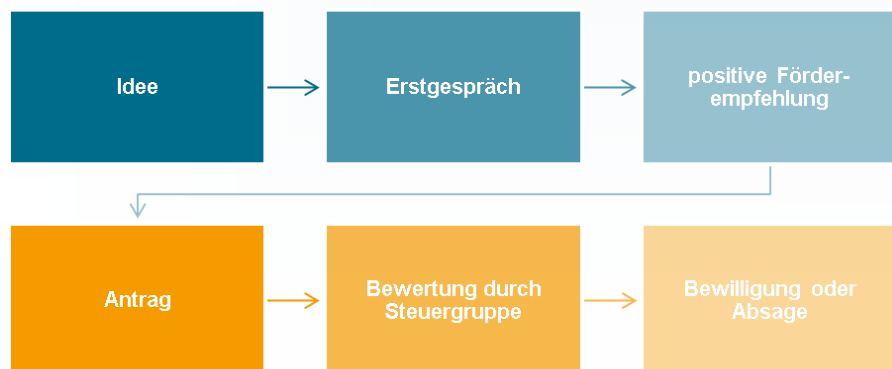 Idee
Erstgespräch
positive Förder-
empfehlung
Antrag
Bewertung durch
Steuergruppe
Bewilligung oder
Absage